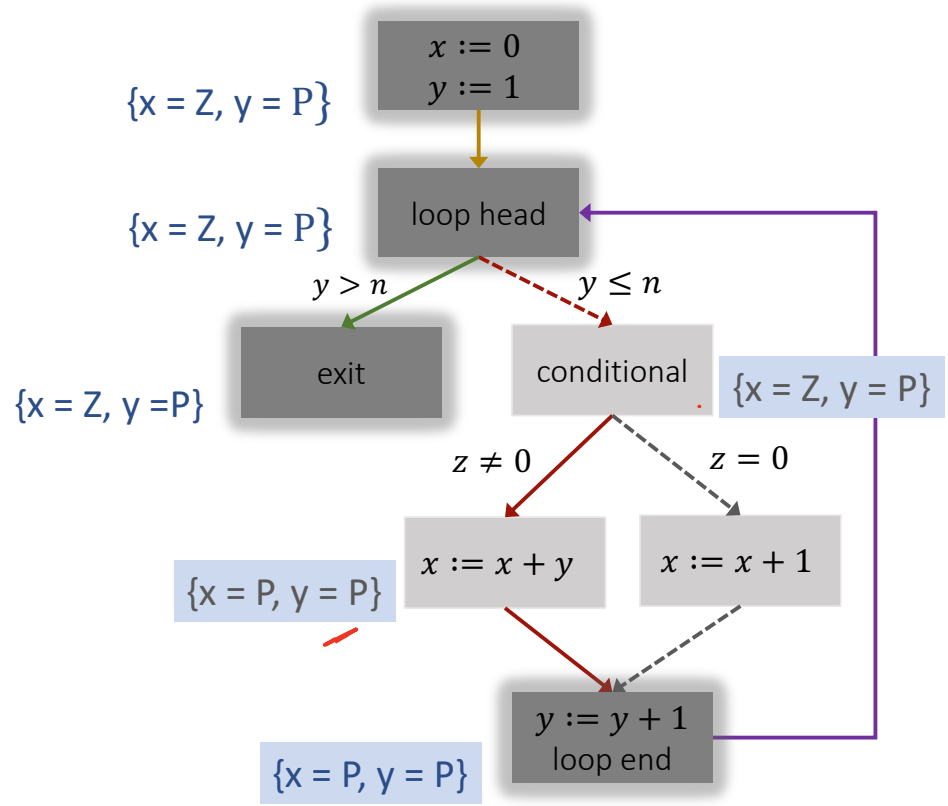 x := 0
y := 1
{x = Z, y = P}
loop head
{x = Z, y = P}
y > n
y ≤ n
exit
{x = Z, y =P}
conditional
{x = Z, y = P}
z ≠ 0
z = 0
x := x + y
x := x + 1
{x = P, y = P}
y := y + 1
loop end
{x = P, y = P}